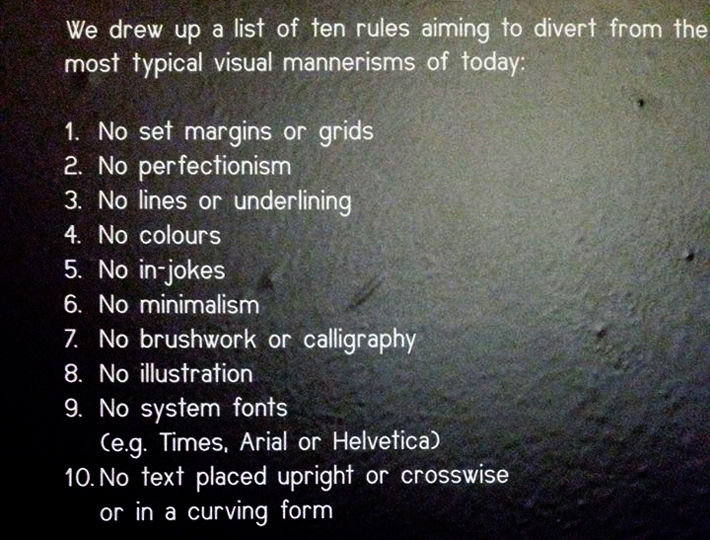 We drew up a list of ten rules aiming to divert from the
most typical visual mannerisms of today:
1. No set margins or grids
2. No perfectionism
3. No lines or underlining
4. No colours
5. No in-jokes
6. No minimalism
7. No brushwork or calligraphy
8. No illustration
9. No system fonts
(e.g. Times, Arial or Helvetica)
10. No text placed upright or crosswise
or in a curving form